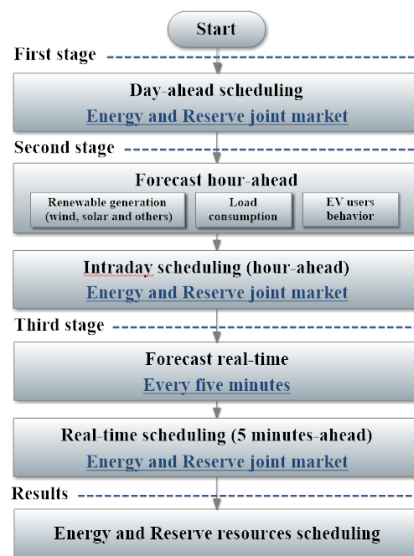 Start
First stage
Day-ahead scheduling
Energy and Reserve joint market
Second stage
Forecast hour-ahead
Renewable generation
(wind, solar and others)
Load
consumption
EV users
behavior
Intraday scheduling (hour-ahead)
Energy and Reserve joint market
Third stage
Forecast real-time
Every five minutes
Real-time scheduling (5 minutes-ahead)
Energy and Reserve joint market
Results
Energy and Reserve resources scheduling